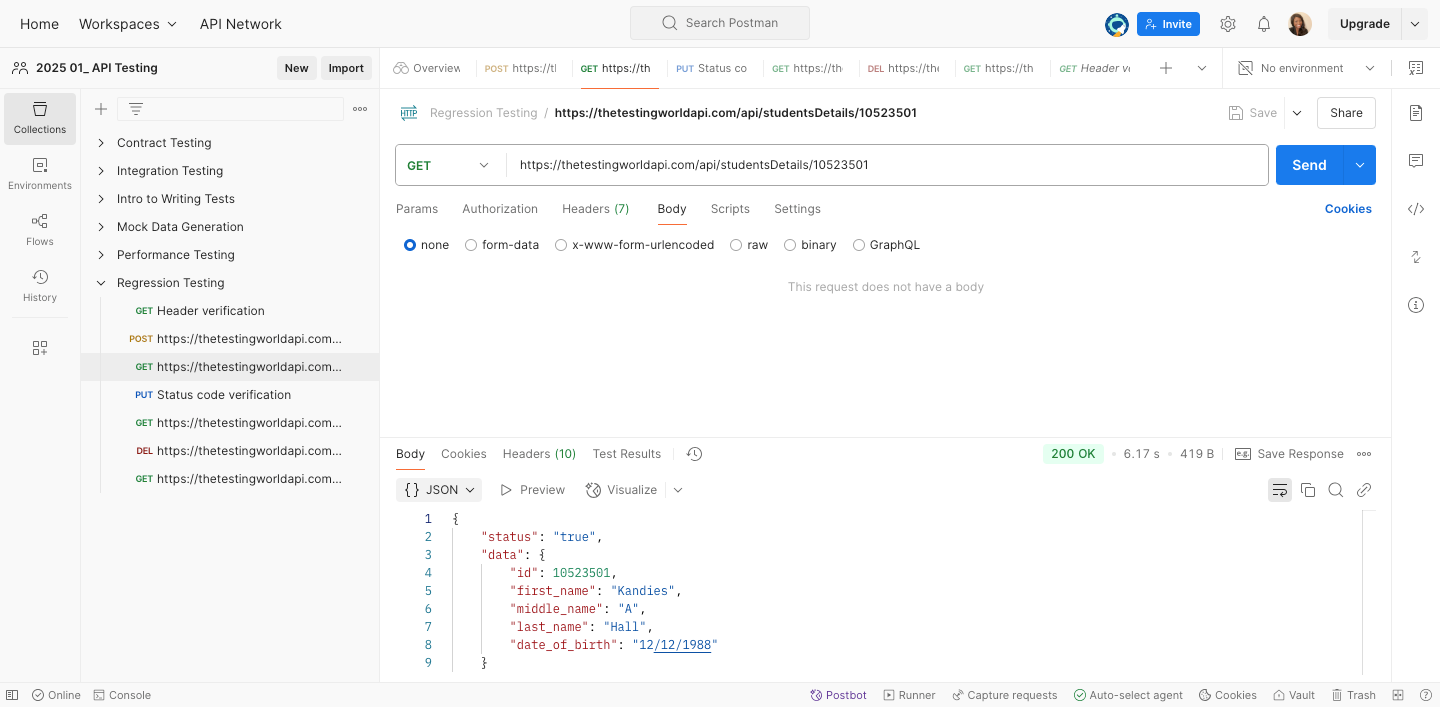 Home Workspaces API Network Search Postman Invite Upgrade
2025 01_ API Testing New Import
Overview POST https://tl GET https://th PUT Status co GET https://the DEL https://the GET https://th GET Header ve No environment
Collections
Environments
Flows
History
Contract Testing
Integration Testing
Intro to Writing Tests
Mock Data Generation
Performance Testing
Regression Testing
GET Header verification
POST https://thetestingworldapi.com...
GET https://thetestingworldapi.com...
PUT Status code verification
GET https://thetestingworldapi.com...
DEL https://thetestingworldapi.com...
GET https://thetestingworldapi.com...
HTTP Regression Testing / https://thetestingworldapi.com/api/studentsDetails/10523501 Save Share
GET https://thetestingworldapi.com/api/studentsDetails/10523501 Send
Params Authorization Headers (7) Body Scripts Settings Cookies
none form-data x-www-form-urlencoded raw binary GraphQL
This request does not have a body
Body Cookies Headers (10) Test Results 200 OK • 6.17 s • 419 B Save Response
{} JSON Preview Visualize
1 {
2 "status": "true",
3 "data": {
4 "id": 10523501,
5 "first_name": "Kandies",
6 "middle_name": "A",
7 "last_name": "Hall",
8 "date_of_birth": "12/12/1988"
9 }
Online Console Postbot Runner Capture requests Auto-select agent Cookies Vault Trash